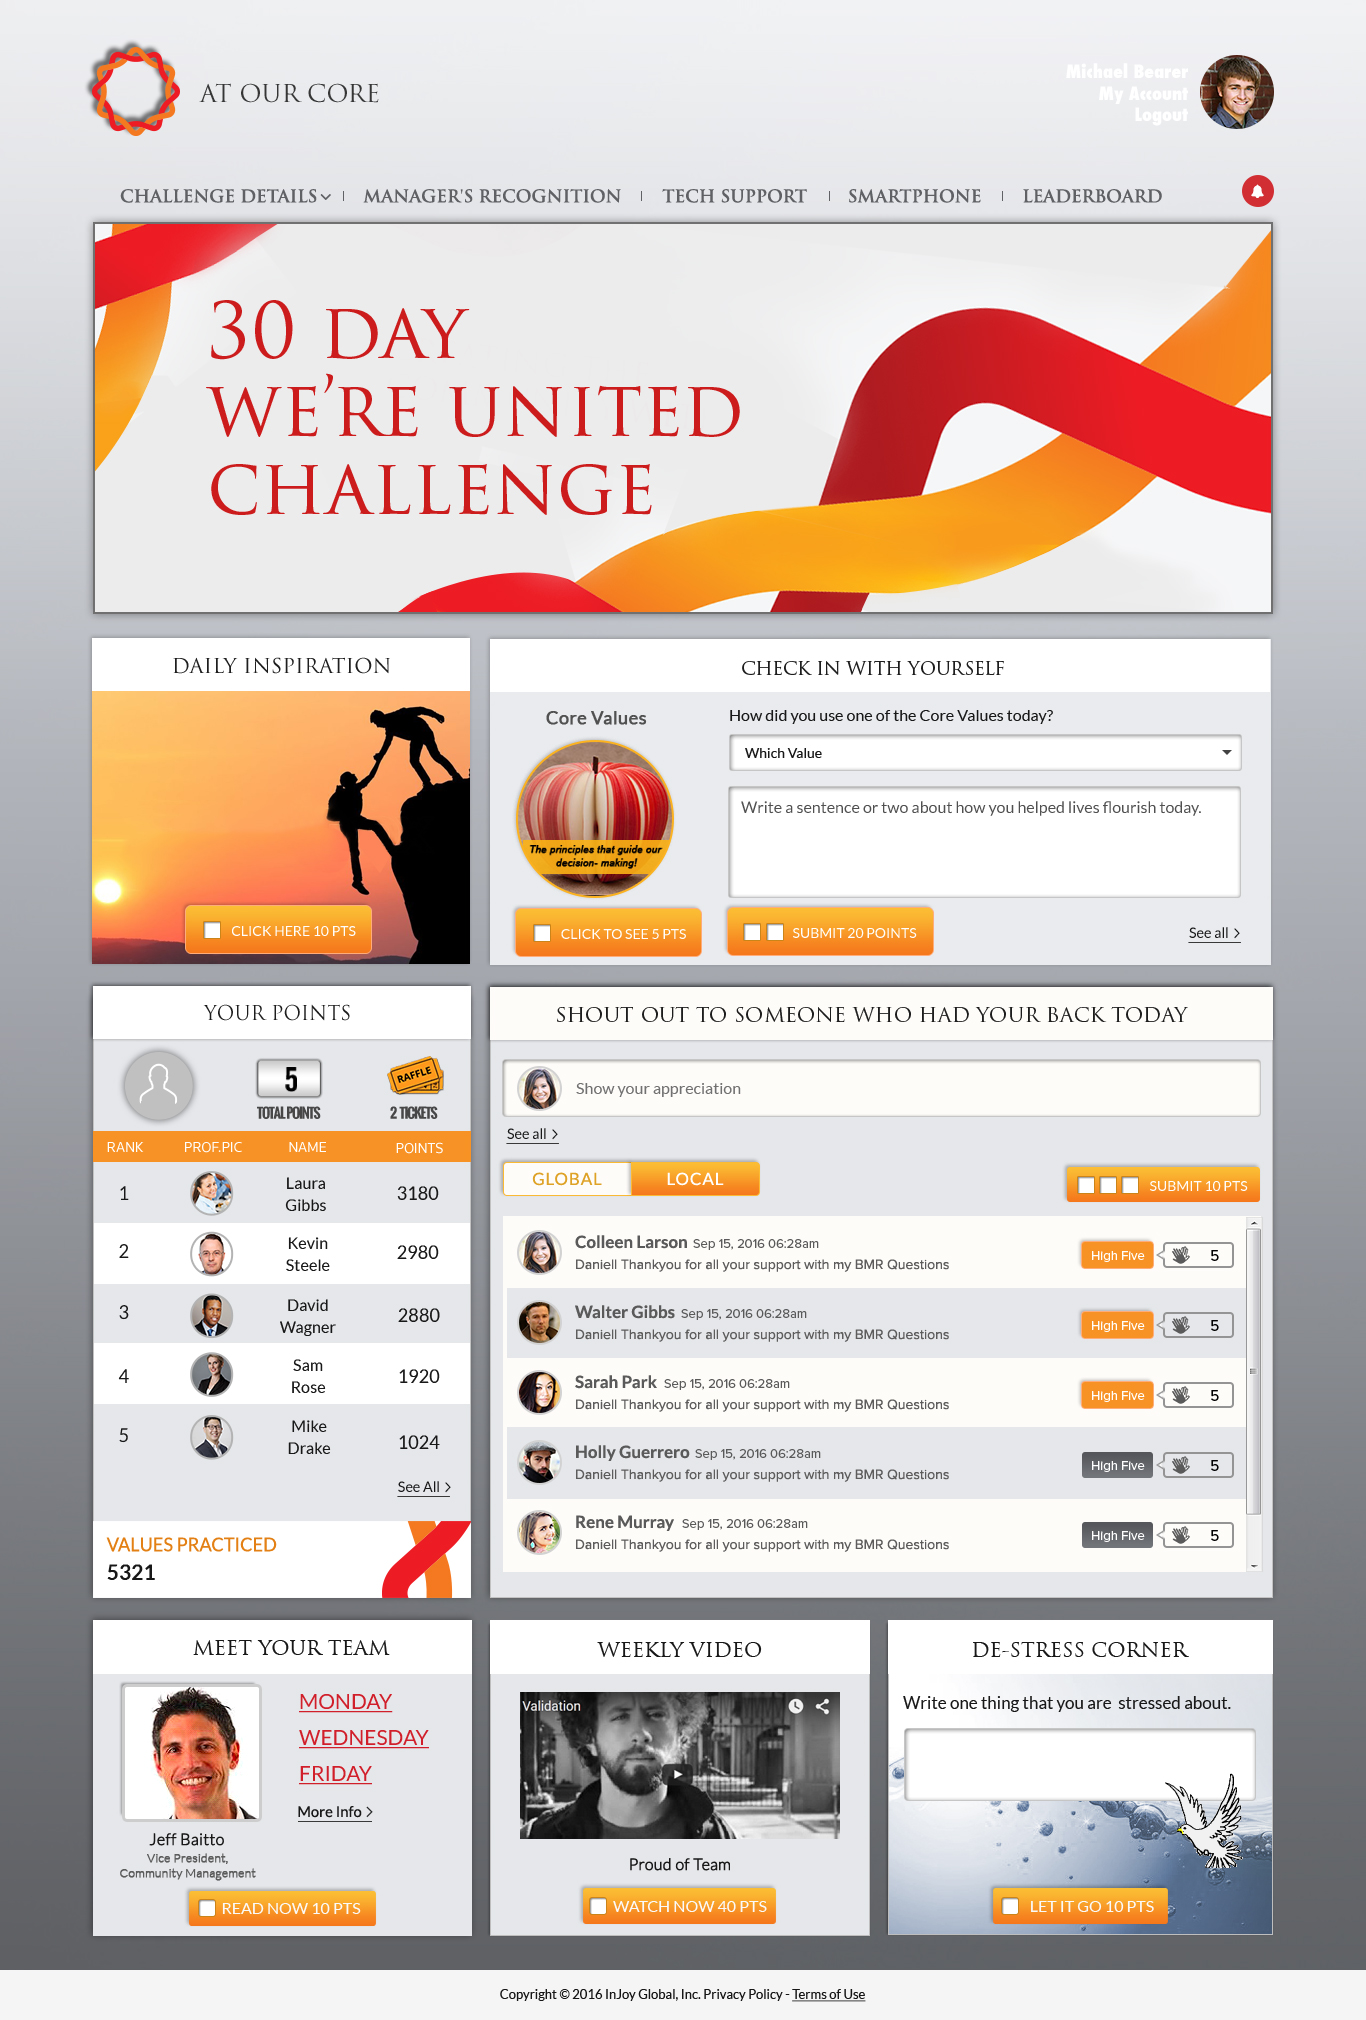 AT OUR CORE
Michael Bearer
My Account
Logout
CHALLENGE DETAILS
MANAGER'S RECOGNITION
TECH SUPPORT
SMARTPHONE
LEADERBOARD
30 DAY
WE'RE UNITED
CHALLENGE
DAILY INSPIRATION
CLICK HERE 10 PTS
CHECK IN WITH YOURSELF
Core Values
The principles that guide our
decision- making!
CLICK TO SEE 5 PTS
How did you use one of the Core Values today?
Which Value
Write a sentence or two about how you helped lives flourish today.
SUBMIT 20 POINTS
See all
YOUR POINTS
5
TOTAL POINTS
RAFFLE
2 TICKETS
RANK PROF.PIC NAME POINTS
1 Laura Gibbs 3180
2 Kevin Steele 2980
3 David Wagner 2880
4 Sam Rose 1920
5 Mike Drake 1024
See All
VALUES PRACTICED
5321
SHOUT OUT TO SOMEONE WHO HAD YOUR BACK TODAY
Show your appreciation
See all
GLOBAL LOCAL
SUBMIT 10 PTS
Colleen Larson Sep 15, 2016 06:28am
Daniell Thankyou for all your support with my BMR Questions
High Five 5
Walter Gibbs Sep 15, 2016 06:28am
Daniell Thankyou for all your support with my BMR Questions
High Five 5
Sarah Park Sep 15, 2016 06:28am
Daniell Thankyou for all your support with my BMR Questions
High Five 5
Holly Guerrero Sep 15, 2016 06:28am
Daniell Thankyou for all your support with my BMR Questions
High Five 5
Rene Murray Sep 15, 2016 06:28am
Daniell Thankyou for all your support with my BMR Questions
High Five 5
MEET YOUR TEAM
MONDAY
WEDNESDAY
FRIDAY
More Info
Jeff Baitto
Vice President,
Community Management
READ NOW 10 PTS
WEEKLY VIDEO
Validation
Proud of Team
WATCH NOW 40 PTS
DE-STRESS CORNER
Write one thing that you are stressed about.
LET IT GO 10 PTS
Copyright © 2016 InJoy Global, Inc. Privacy Policy - Terms of Use